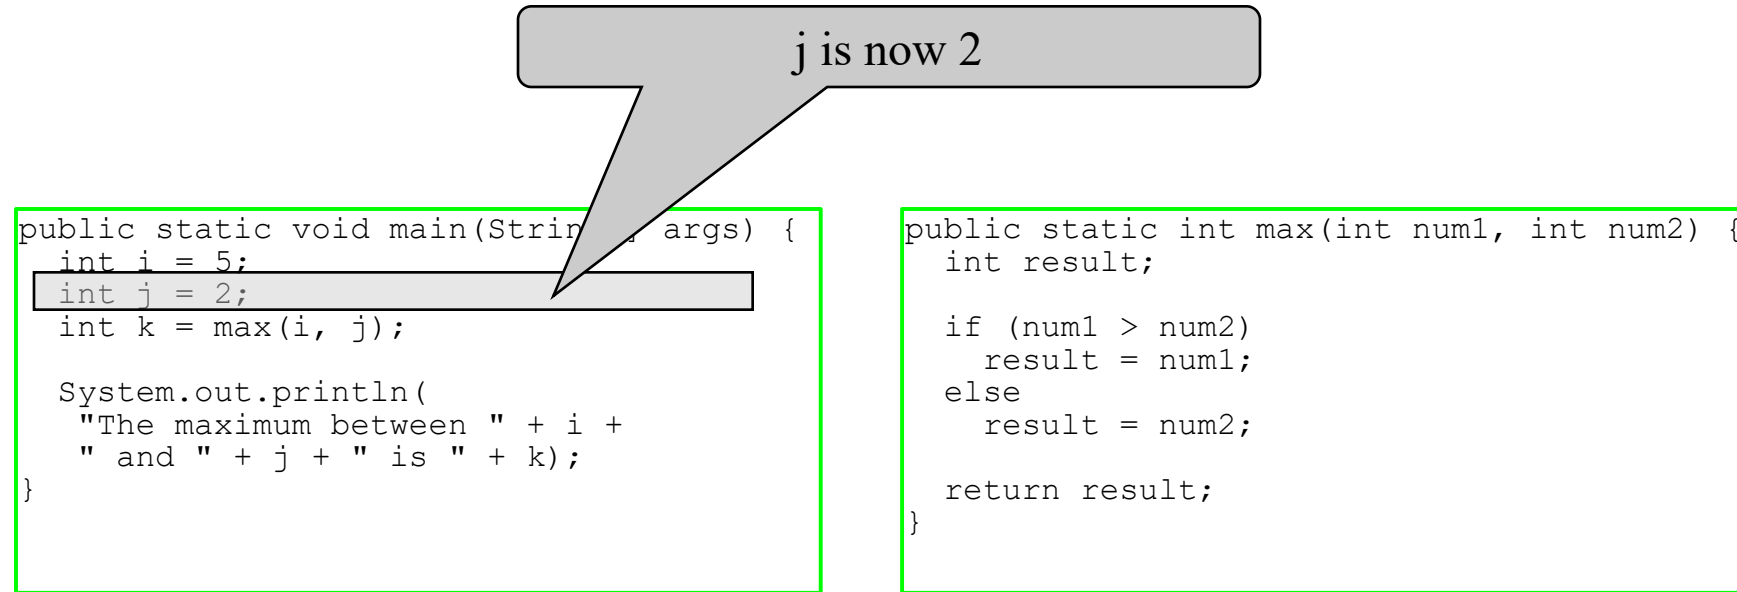 j is now 2
public static void main(Strin args) {
int i = 5;
int j = 2;
int k = max(i, j);
System.out.println(
"The maximum between " + i +
" and " + j + " is " + k);
}
public static int max(int num1, int num2) {
int result;
if (num1 > num2)
result = num1;
else
result = num2;
return result;
}